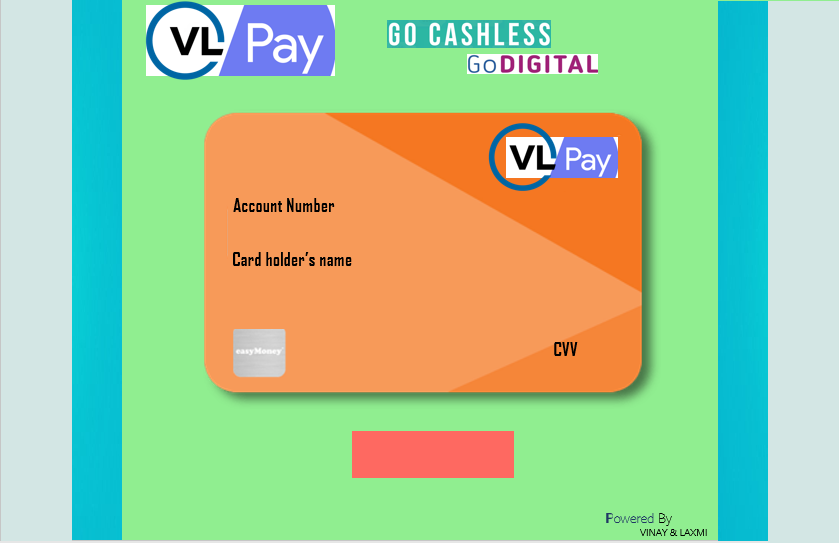 VL Pay
GO CASHLESS
GoDIGITAL
VL Pay
Account Number
Card holder's name
easyMoney
CVV
Powered By
VINAY & LAXMI